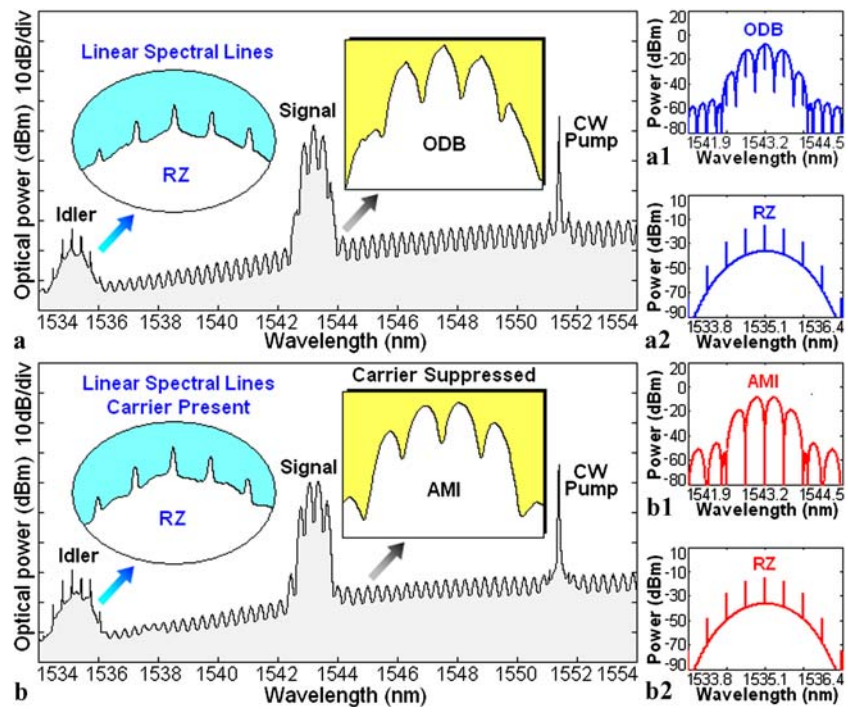 Optical power (dBm) 10dB/div
Linear Spectral Lines
RZ
Idler
Signal
ODB
CW
Pump
1534 1536 1538 1540 1542 1544 1546 1548 1550 1552 1554
Wavelength (nm)
a
Power (dBm)
20
0
-20
-40
-60
-80
ODB
1541.9 1543.2 1544.5
Wavelength (nm)
a1
Power (dBm)
10
-10
-30
-50
-70
-90
RZ
1533.8 1535.1 1536.4
Wavelength (nm)
a2
Optical power (dBm) 10dB/div
Linear Spectral Lines
Carrier Present
RZ
Idler
Signal
Carrier Suppressed
AMI
CW
Pump
1534 1536 1538 1540 1542 1544 1546 1548 1550 1552 1554
Wavelength (nm)
b
Power (dBm)
20
0
-20
-40
-60
-80
AMI
1541.9 1543.2 1544.5
Wavelength (nm)
b1
Power (dBm)
10
-10
-30
-50
-70
-90
RZ
1533.8 1535.1 1536.4
Wavelength (nm)
b2